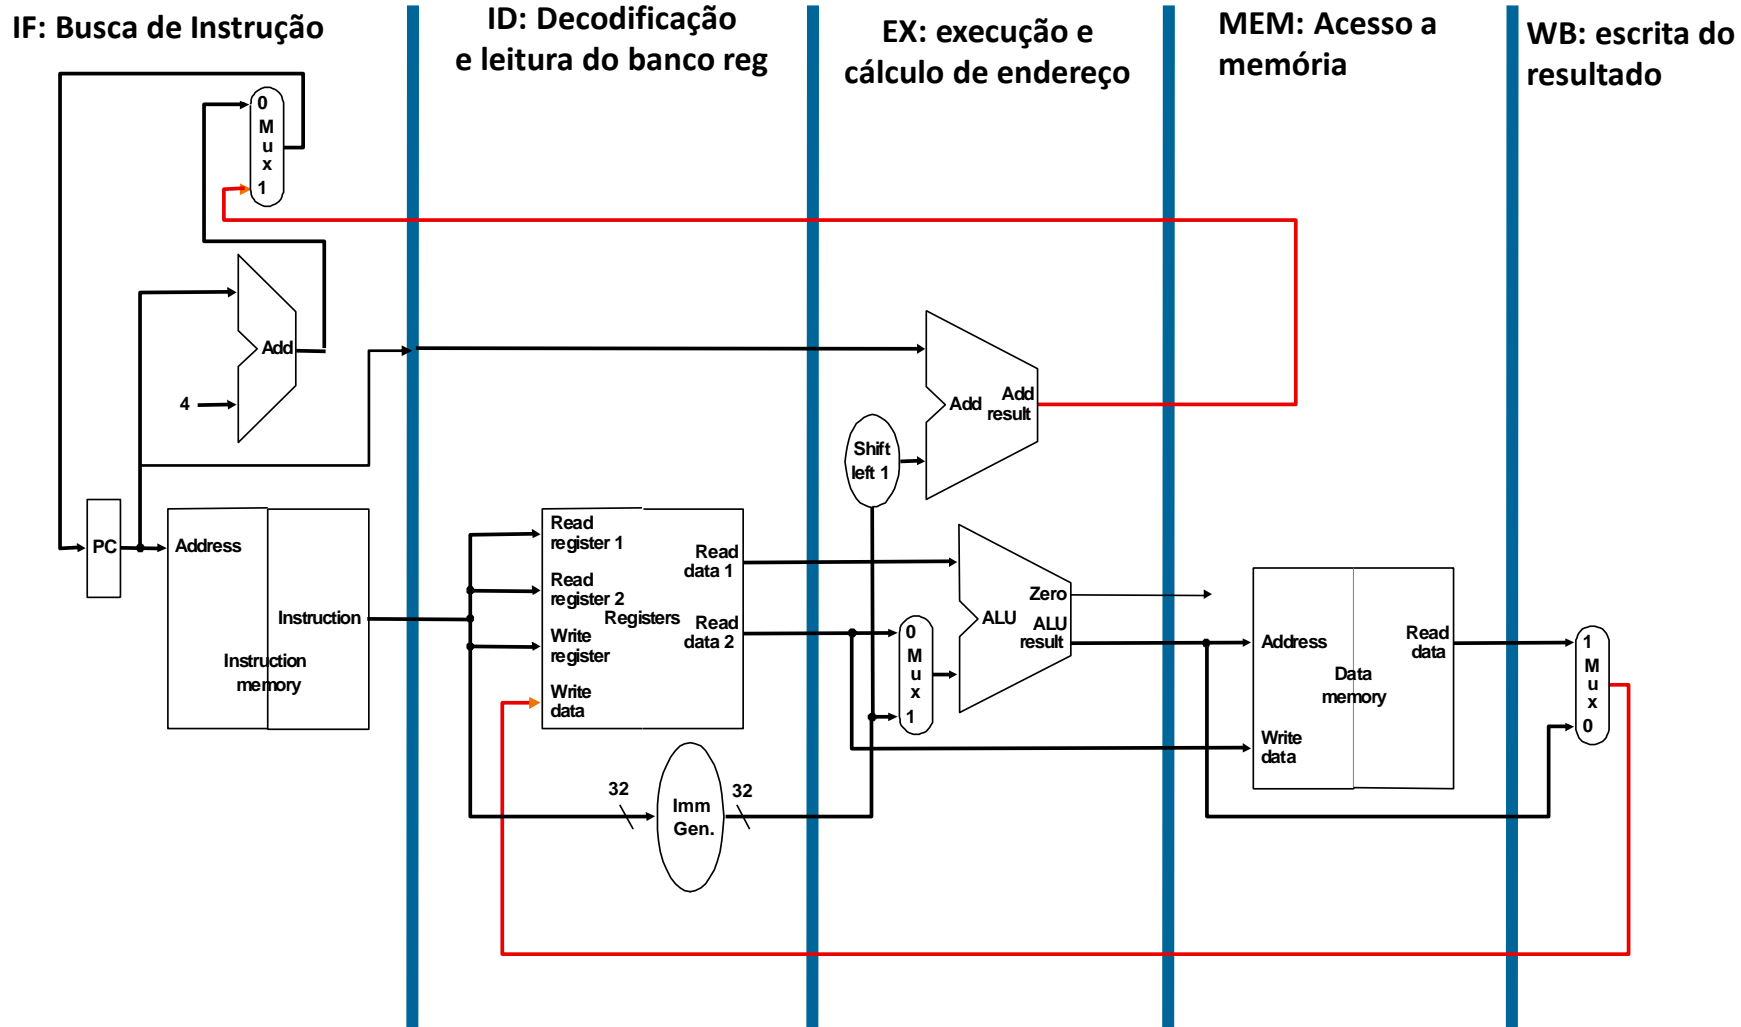 IF: Busca de Instrução
ID: Decodificação
e leitura do banco reg
EX: execução e
cálculo de endereço
MEM: Acesso a
memória
WB: escrita do
resultado
0
M
u
x
1
Add
4
PC
Address
Instruction
Instruction
memory
Read
register 1
Read
register 2
Write
register
Write
data
Registers
Read
data 1
Read
data 2
32
Imm
Gen.
32
Shift
left 1
Add
Add
result
0
M
u
x
1
ALU
Zero
ALU
result
Address
Write
data
Data
memory
Read
data
1
M
u
x
0